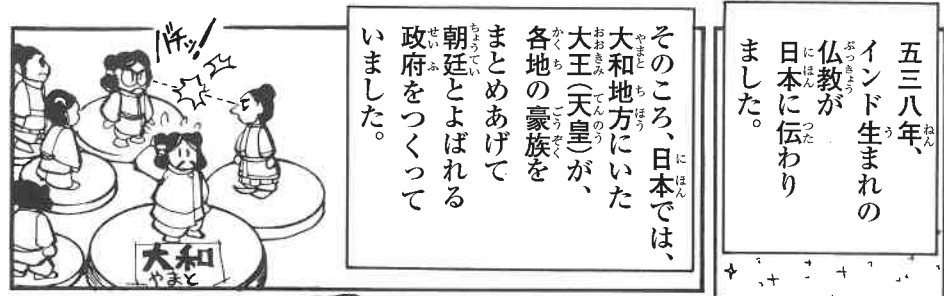 五三八年、
インド生まれの
仏教が
日本に伝わり
ました。
そのころ、日本では、
大和地方にいた
大王(天皇)が、
各地の豪族を
まとめあげて
朝廷とよばれる
政府をつくって
いました。
バチッ!
大和
やまと